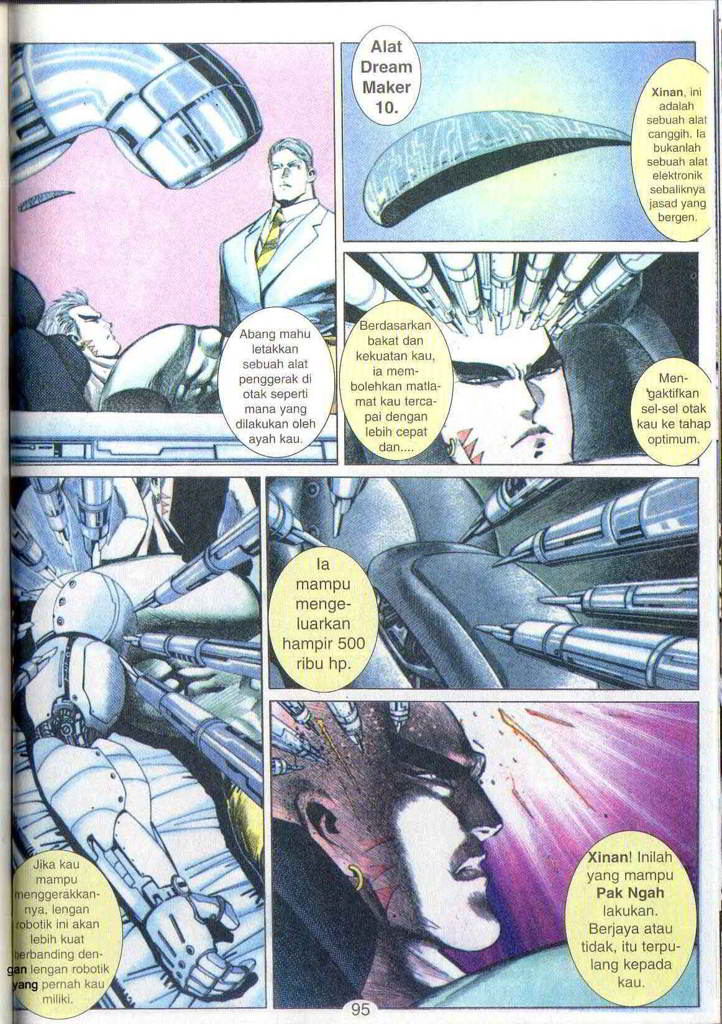 Abang mahu
letakkan
sebuah alat
penggerak di
otak seperti
mana yang
dilakukan oleh
ayah kau.
Alat
Dream
Maker
10.
Xinan, ini
adalah
sebuah alat
canggih. Ia
bukanlah
sebuah alat
elektronik
sebaliknya
jasad yang
bergen.
Berdasarkan
bakat dan
kekuatan kau,
ia mem-
bolehkan matla-
mat kau terca-
pai dengan
lebih cepat
dan....
Men-
gaktifkan
sel-sel otak
kau ke tahap
optimum.
Jika kau
mampu
menggerakkan-
nya, lengan
robotik ini akan
lebih kuat
berbanding den-
gan lengan robotik
yang pernah kau
miliki.
Ia
mampu
menge-
luarkan
hampir 500
ribu hp.
Xinan! Inilah
yang mampu
Pak Ngah
lakukan.
Berjaya atau
tidak, itu terpu-
lang kepada
kau.
95